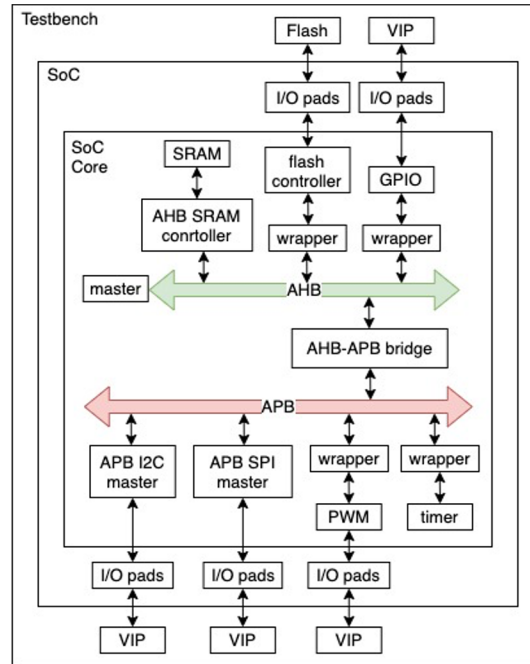 Testbench
Flash
VIP
SoC
I/O pads
I/O pads
SoC
Core
SRAM
flash
controller
GPIO
AHB SRAM
conrtoller
wrapper
wrapper
master
AHB
AHB-APB bridge
APB
APB I2C
master
APB SPI
master
wrapper
wrapper
PWM
timer
I/O pads
I/O pads
I/O pads
VIP
VIP
VIP